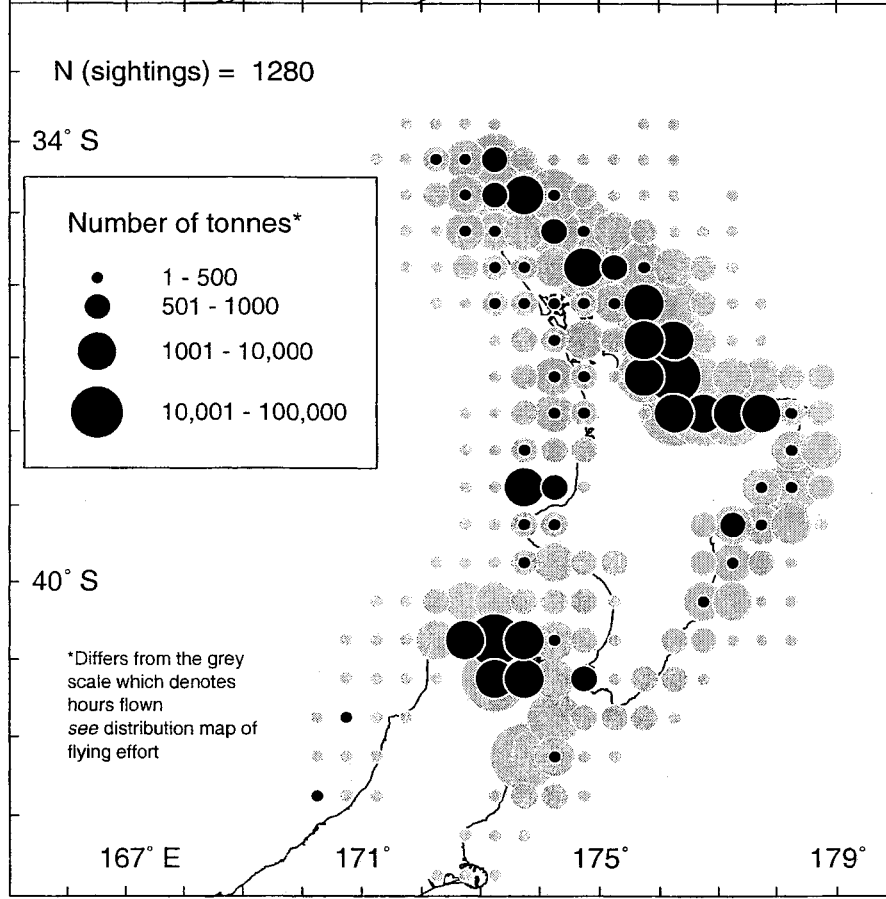 N (sightings) = 1280
34° S
Number of tonnes*
1 - 500
501 - 1000
1001 - 10,000
10,001 - 100,000
40° S
*Differs from the grey
scale which denotes
hours flown
see distribution map of
flying effort
167° E
171°
175°
179°